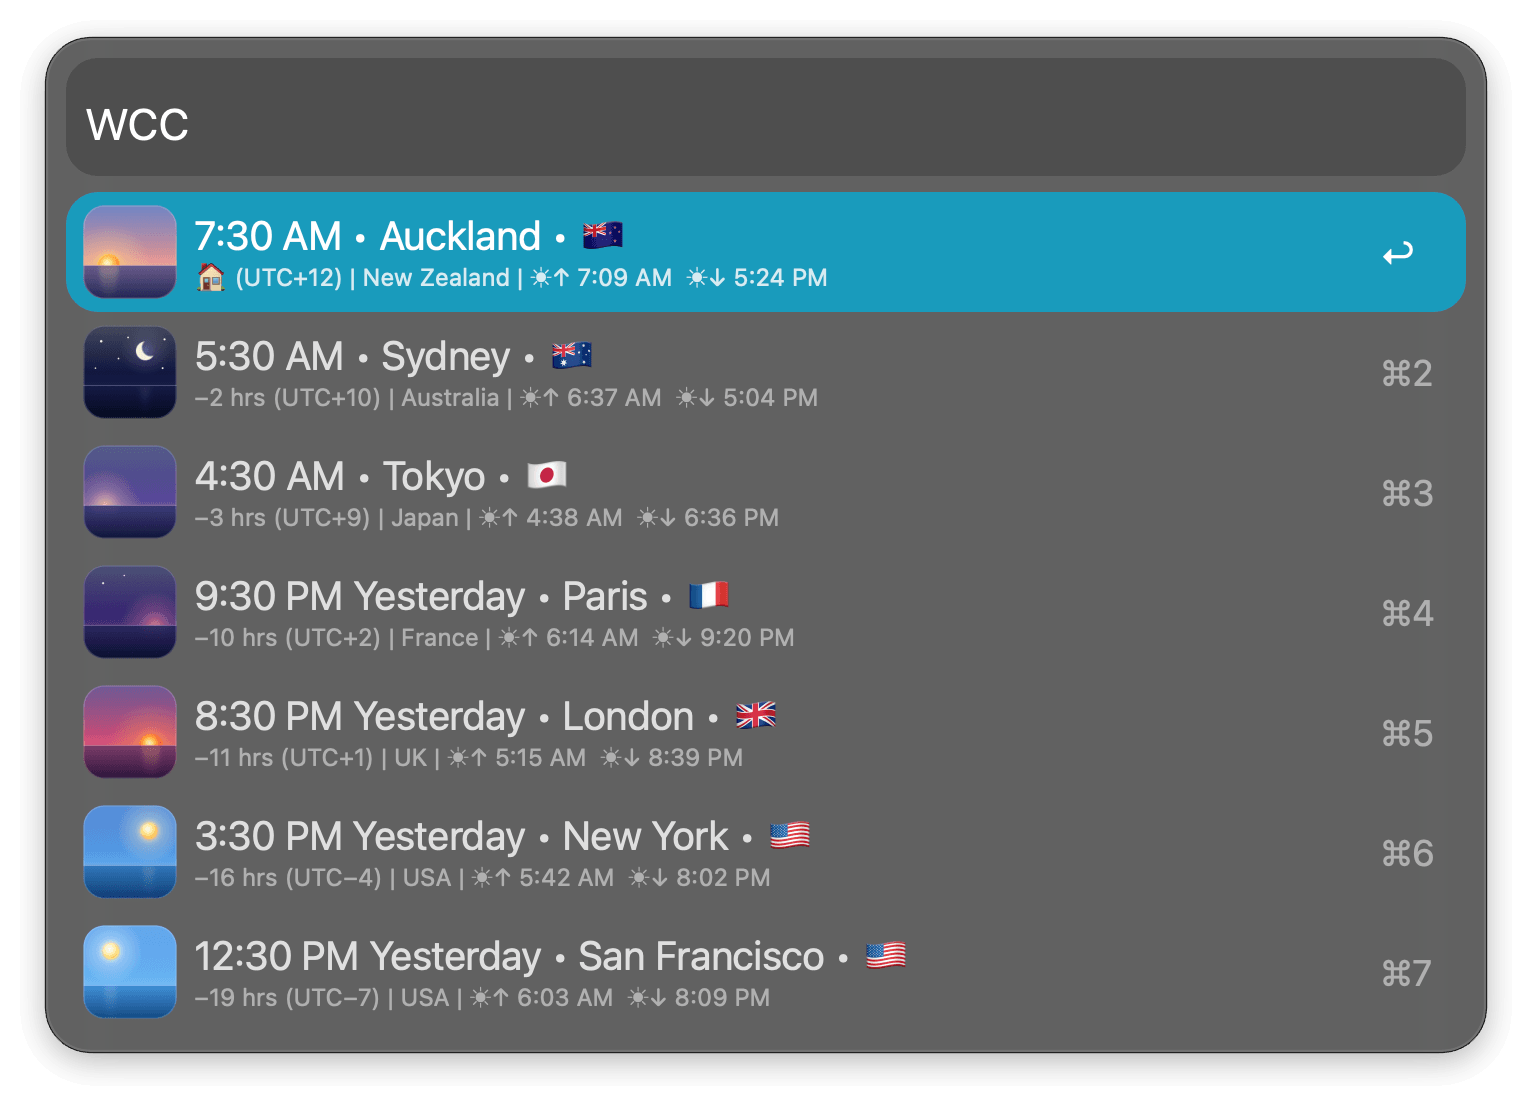 WCC
7:30 AM • Auckland • 🇳🇿
🏠 (UTC+12) | New Zealand | ☀↑ 7:09 AM ☀↓ 5:24 PM
5:30 AM • Sydney • 🇦🇺
−2 hrs (UTC+10) | Australia | ☀↑ 6:37 AM ☀↓ 5:04 PM
⌘2
4:30 AM • Tokyo • 🇯🇵
−3 hrs (UTC+9) | Japan | ☀↑ 4:38 AM ☀↓ 6:36 PM
⌘3
9:30 PM Yesterday • Paris • 🇫🇷
−10 hrs (UTC+2) | France | ☀↑ 6:14 AM ☀↓ 9:20 PM
⌘4
8:30 PM Yesterday • London • 🇬🇧
−11 hrs (UTC+1) | UK | ☀↑ 5:15 AM ☀↓ 8:39 PM
⌘5
3:30 PM Yesterday • New York • 🇺🇸
−16 hrs (UTC−4) | USA | ☀↑ 5:42 AM ☀↓ 8:02 PM
⌘6
12:30 PM Yesterday • San Francisco • 🇺🇸
−19 hrs (UTC−7) | USA | ☀↑ 6:03 AM ☀↓ 8:09 PM
⌘7